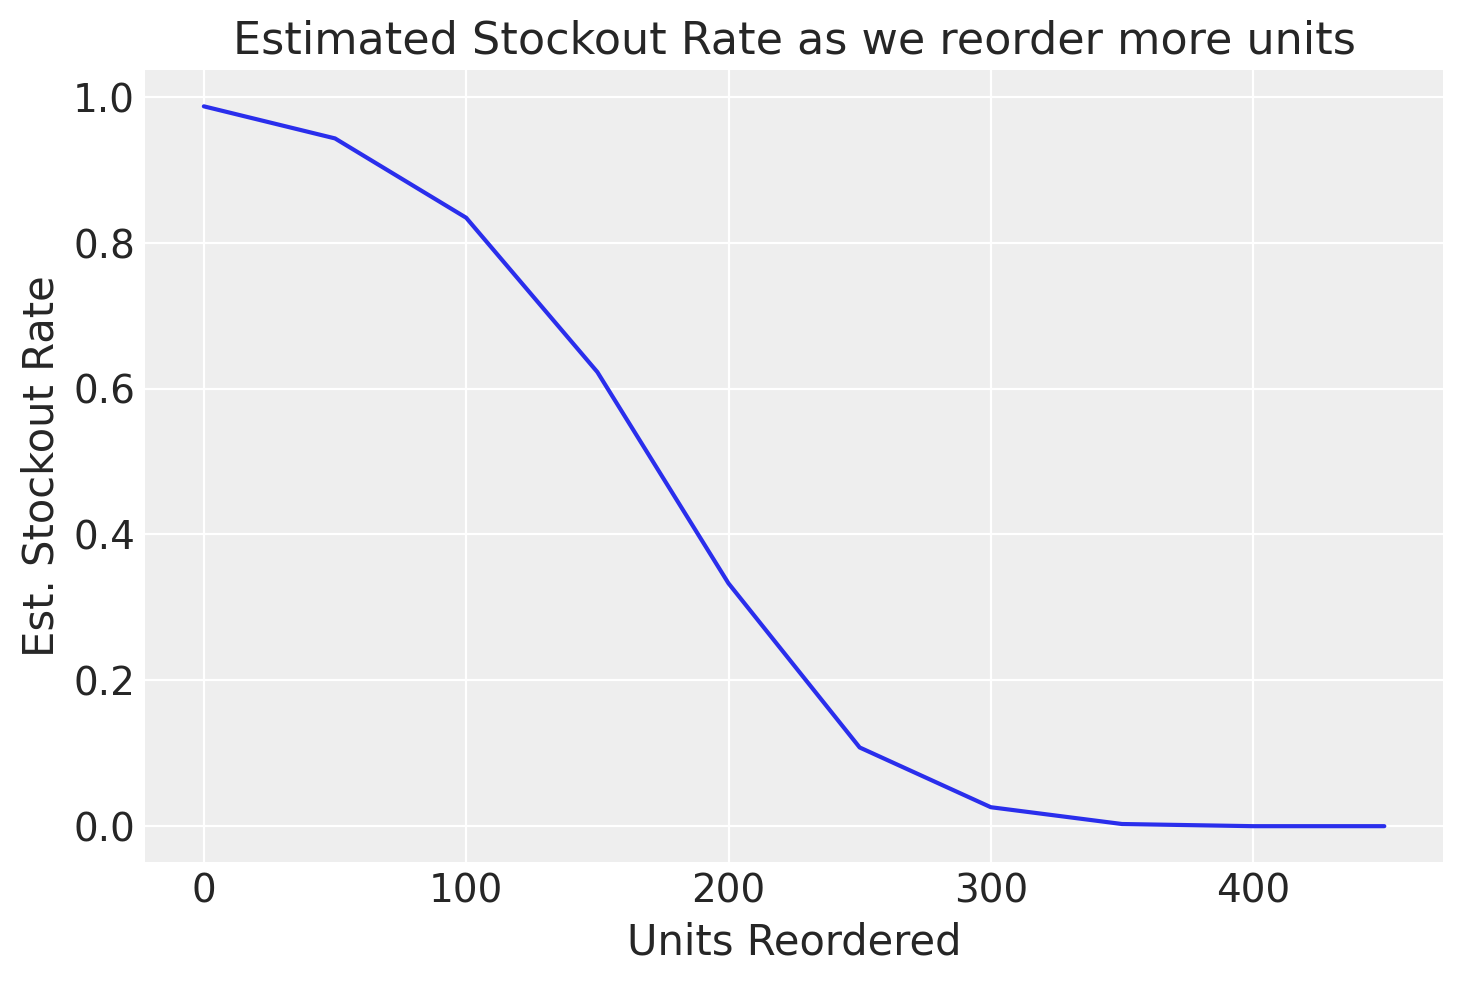 Estimated Stockout Rate as we reorder more units
1.0
0.8
0.6
0.4
0.2
0.0
Est. Stockout Rate
0 100 200 300 400
Units Reordered